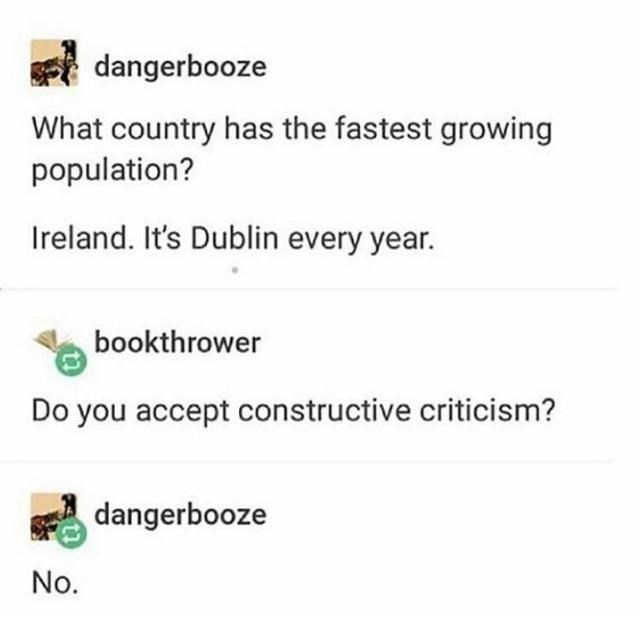 dangerbooze
What country has the fastest growing
population?
Ireland. It's Dublin every year.
bookthrower
Do you accept constructive criticism?
dangerbooze
No.